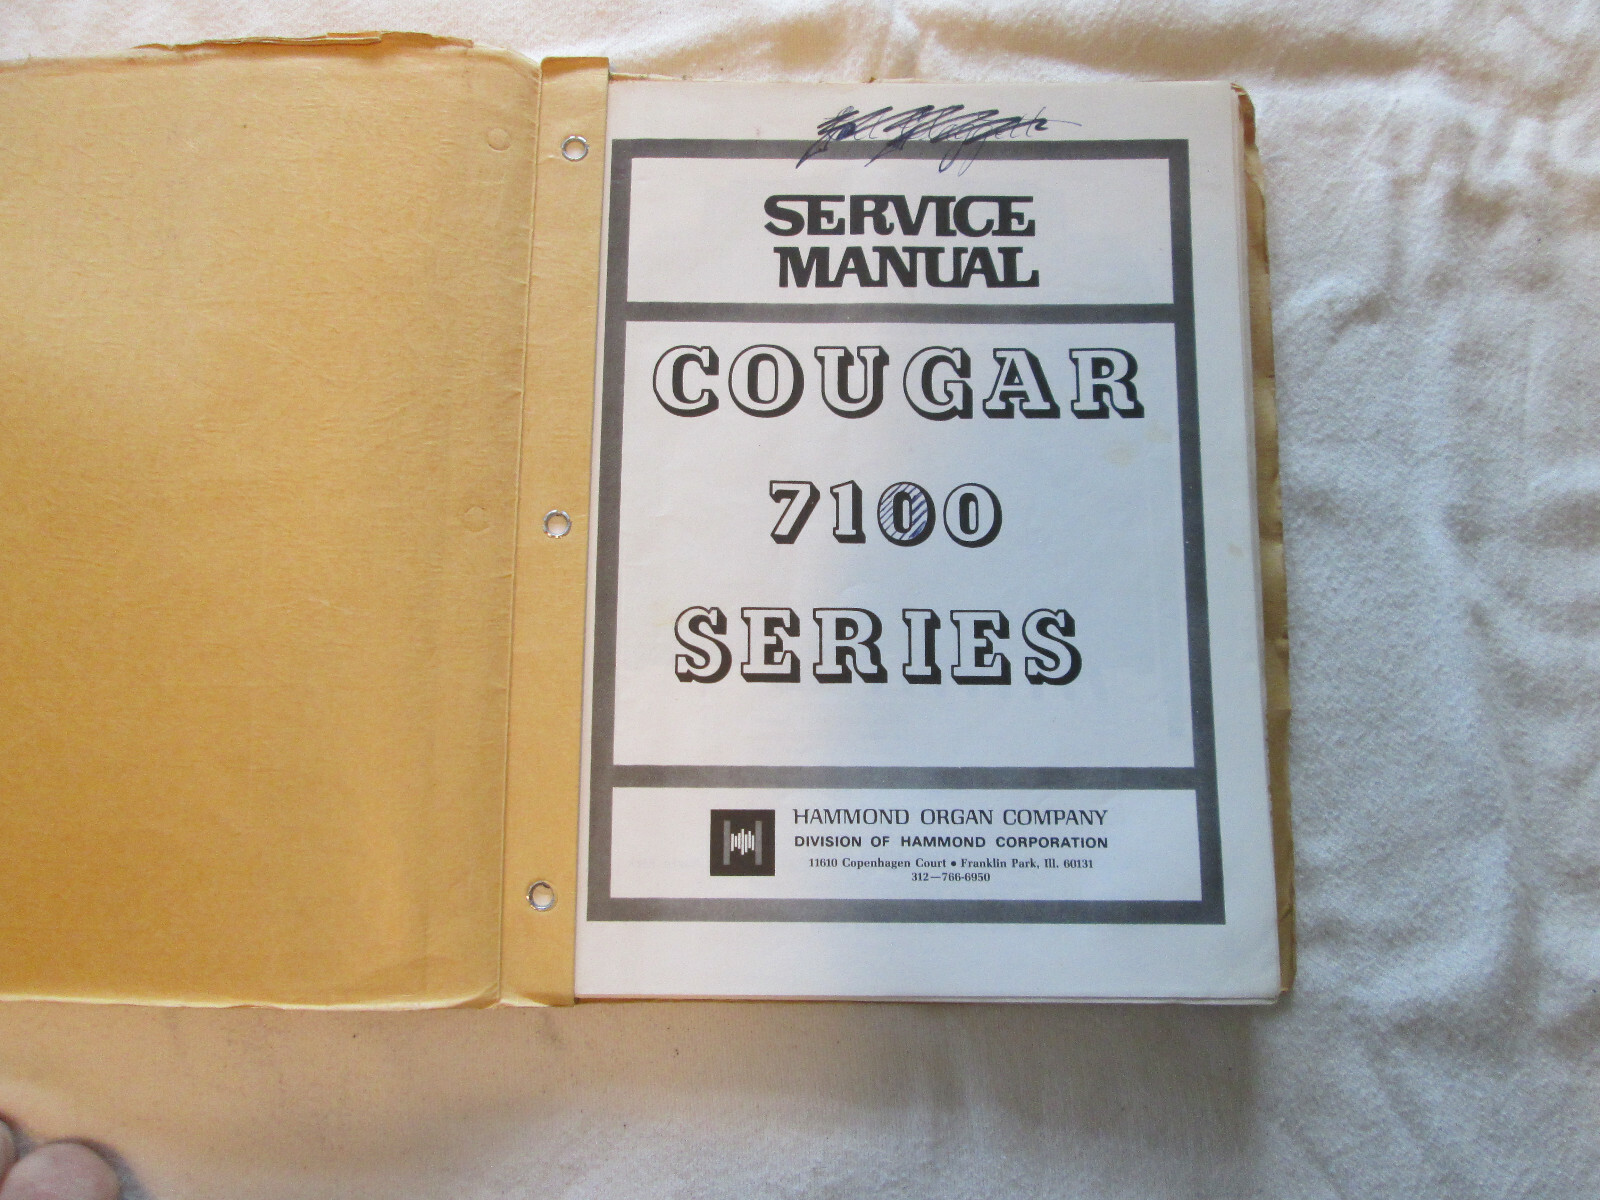 SERVICE
MANUAL
COUGAR
7100
SERIES
HAMMOND ORGAN COMPANY
DIVISION OF HAMMOND CORPORATION
11610 Copenhagen Court • Franklin Park, Ill. 60131
312—766-6950